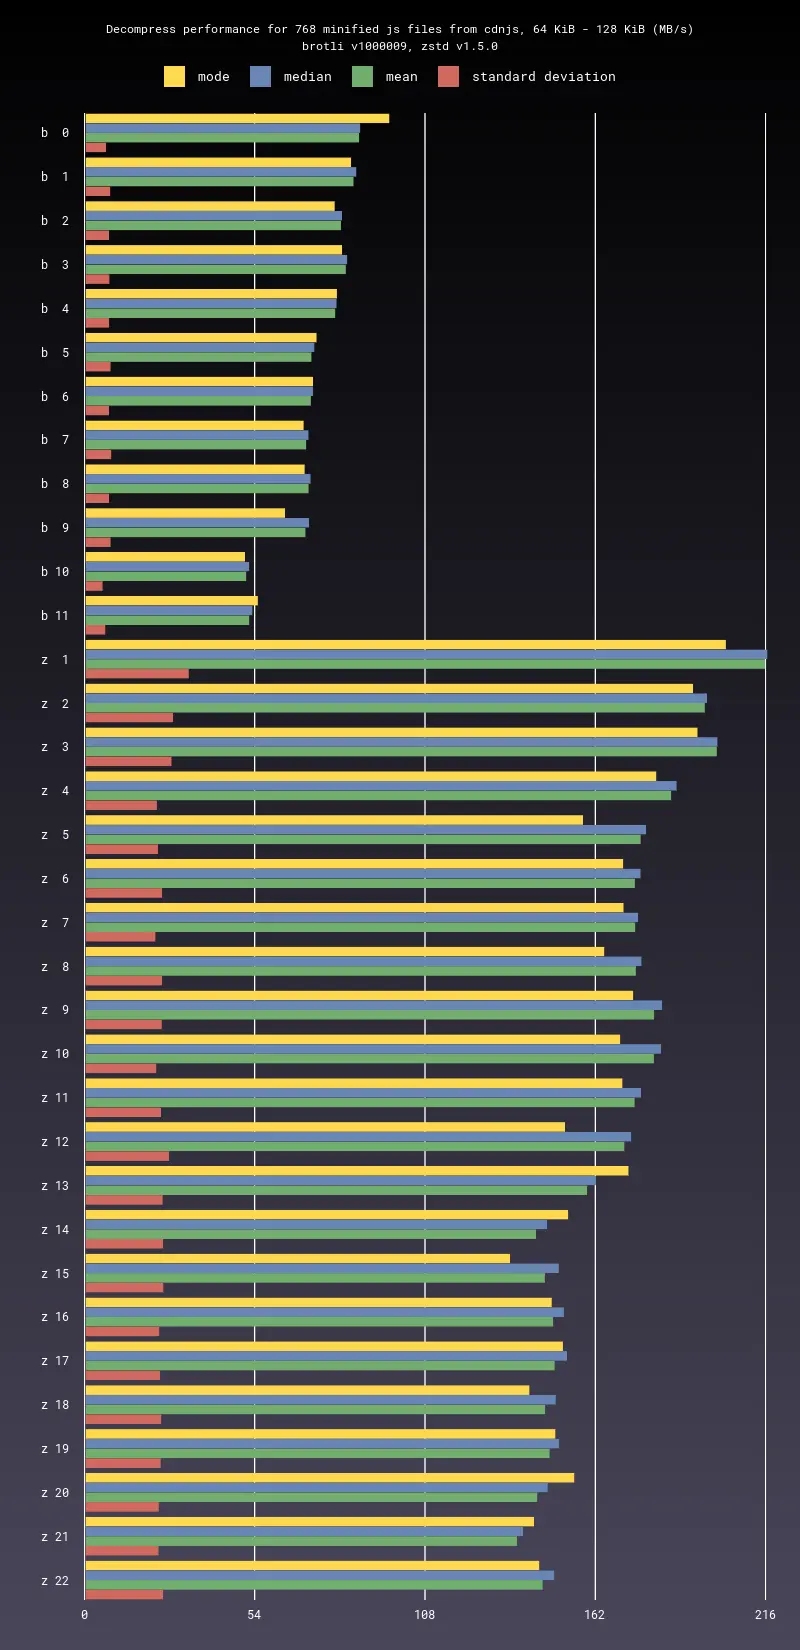 Decompress performance for 768 minified js files from cdnjs, 64 KiB - 128 KiB (MB/s)
brotli v1000009, zstd v1.5.0
mode median mean standard deviation
b 0
b 1
b 2
b 3
b 4
b 5
b 6
b 7
b 8
b 9
b 10
b 11
z 1
z 2
z 3
z 4
z 5
z 6
z 7
z 8
z 9
z 10
z 11
z 12
z 13
z 14
z 15
z 16
z 17
z 18
z 19
z 20
z 21
z 22
0 54 108 162 216